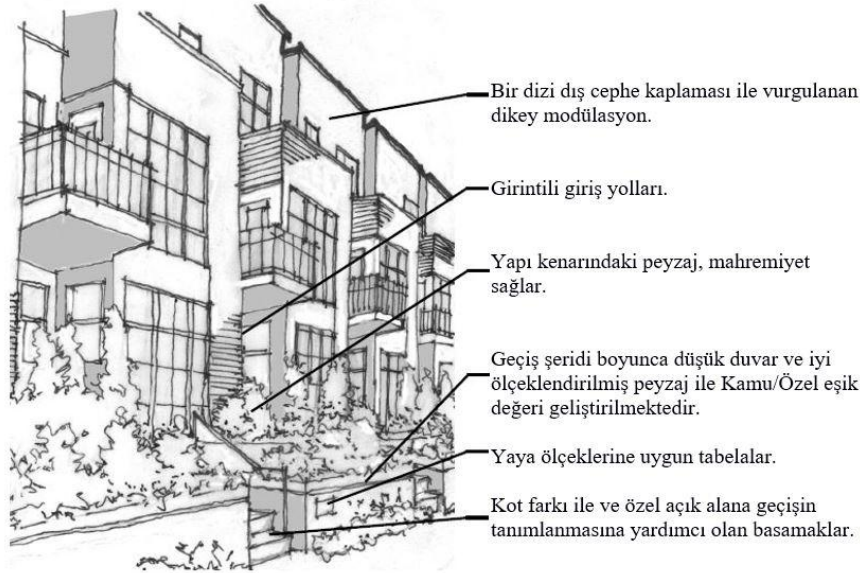 Bir dizi dış cephe kaplaması ile vurgulanan
dikey modülasyon.
Girintili giriş yolları.
Yapı kenarındaki peyzaj, mahremiyet
sağlar.
Geçiş şeridi boyunca düşük duvar ve iyi
ölçeklendirilmiş peyzaj ile Kamu/Özel eşik
değeri geliştirilmektedir.
Yaya ölçeklerine uygun tabelalar.
Kot farkı ile ve özel açık alana geçişin
tanımlanmasına yardımcı olan basamaklar.